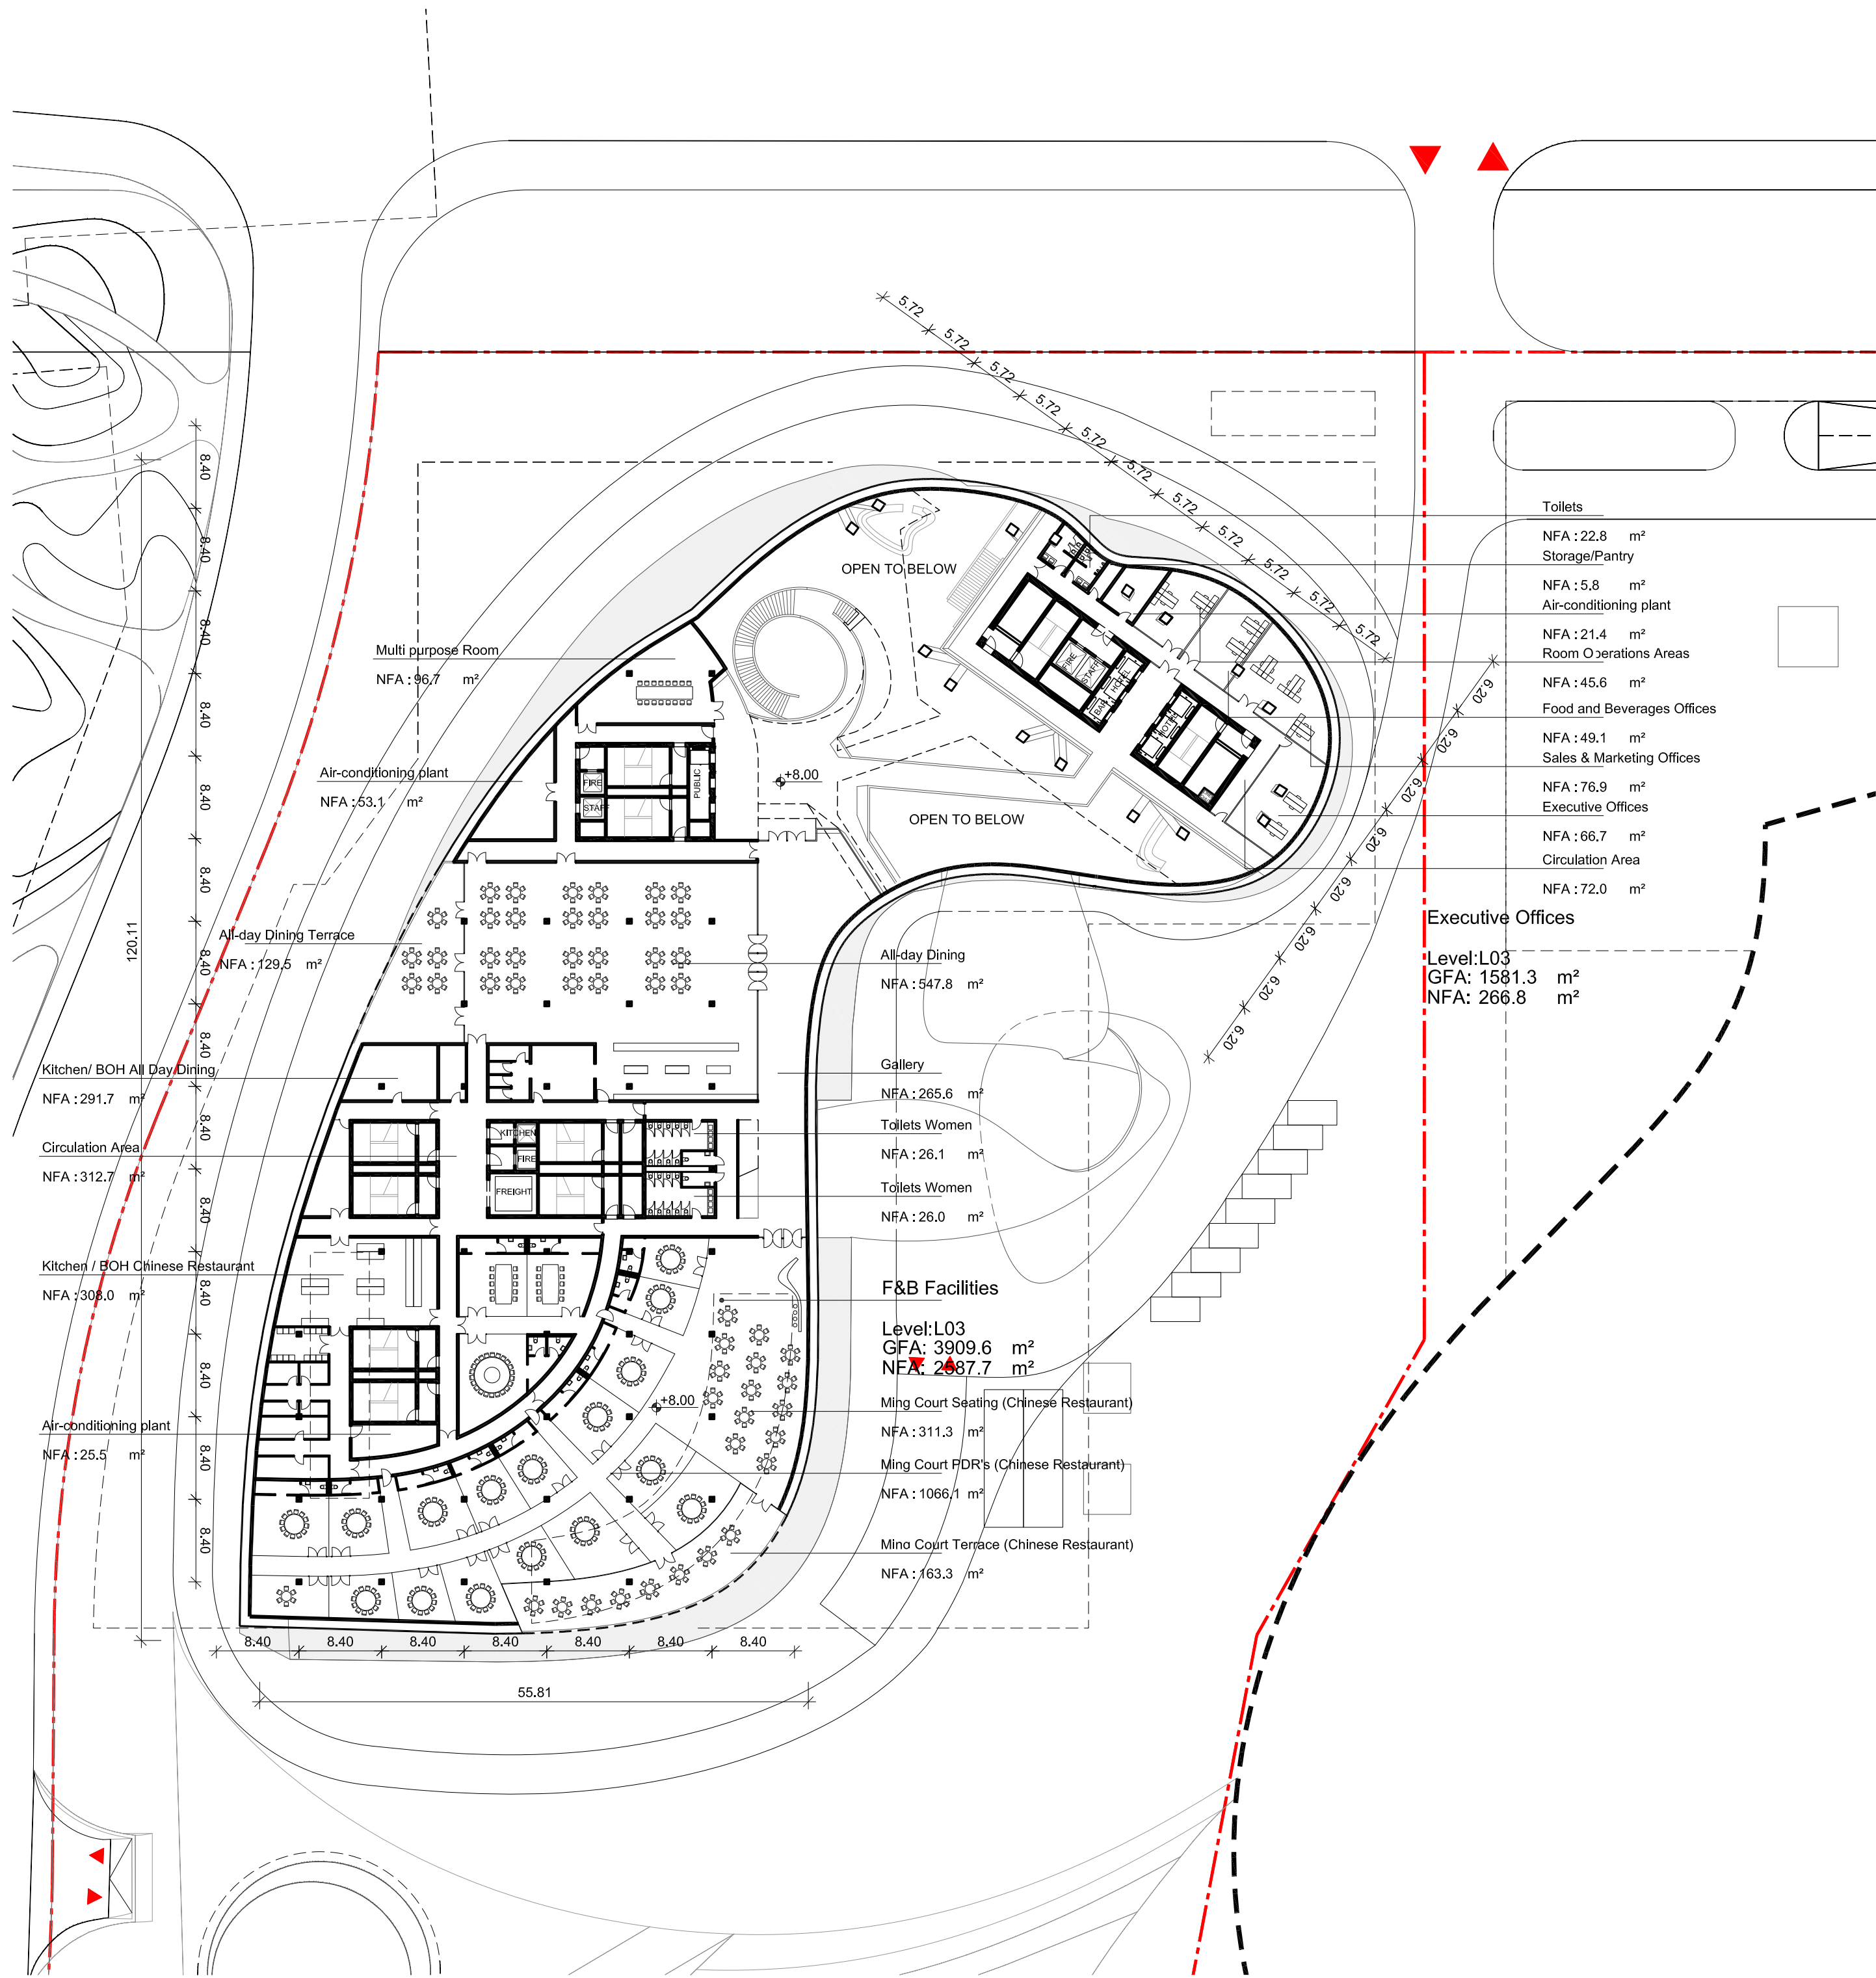 5.72
5.72
5.72
5.72
5.72
5.72
5.72
5.72
5.72
5.72
5.72
8.40
8.40
8.40
8.40
8.40
8.40
8.40
8.40
8.40
8.40
8.40
8.40
8.40
8.40
120.11
6.20
6.20
6.20
6.20
6.20
6.20
6.20
6.20
OPEN TO BELOW
OPEN TO BELOW
FIRE
STAFF
HOTEL
BAR
HOTEL
Multi purpose Room
NFA : 96.7 m²
Air-conditioning plant
NFA : 53.1 m²
FIRE
STAFF
PUBLIC
+8.00
All-day Dining Terrace
NFA : 129.5 m²
Kitchen/ BOH All Day Dining
NFA : 291.7 m²
Circulation Area
NFA : 312.7 m²
Kitchen / BOH Chinese Restaurant
NFA : 308.0 m²
Air-conditioning plant
NFA : 25.5 m²
KITCHEN
FIRE
FREIGHT
+8.00
All-day Dining
NFA : 547.8 m²
Gallery
NFA : 265.6 m²
Toilets Women
NFA : 26.1 m²
Toilets Women
NFA : 26.0 m²
F&B Facilities
Level:L03
GFA: 3909.6 m²
NFA: 2587.7 m²
Ming Court Seating (Chinese Restaurant)
NFA : 311.3 m²
Ming Court PDR's (Chinese Restaurant)
NFA : 1066.1 m²
Ming Court Terrace (Chinese Restaurant)
NFA : 163.3 m²
Toilets
NFA : 22.8 m²
Storage/Pantry
NFA : 5.8 m²
Air-conditioning plant
NFA : 21.4 m²
Room Operations Areas
NFA : 45.6 m²
Food and Beverages Offices
NFA : 49.1 m²
Sales & Marketing Offices
NFA : 76.9 m²
Executive Offices
NFA : 66.7 m²
Circulation Area
NFA : 72.0 m²
Executive Offices
Level:L03
GFA: 1581.3 m²
NFA: 266.8 m²
8.40 8.40 8.40 8.40 8.40 8.40 8.40
55.81